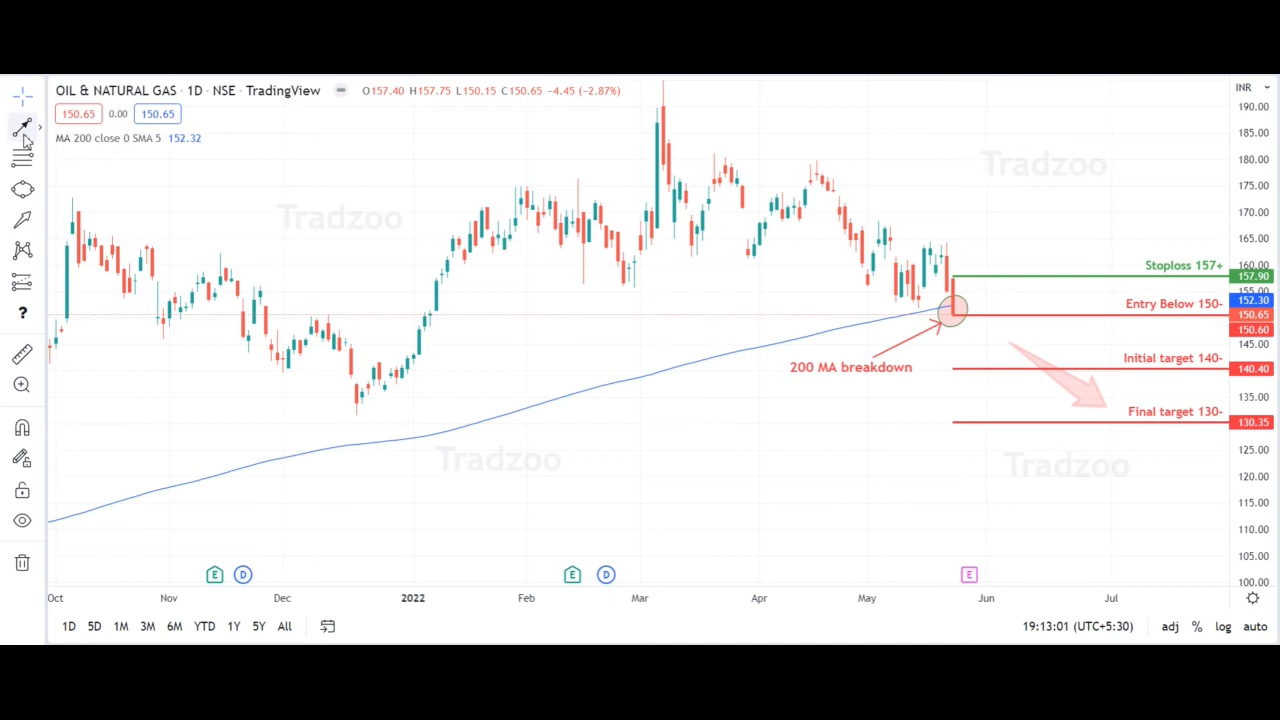 OIL & NATURAL GAS · 1D · NSE · TradingView O157.40 H157.75 L150.15 C150.65 −4.45 (−2.87%)
INR
150.65 0.00 150.65
MA 200 close 0 SMA 5 152.32
190.00
185.00
180.00
175.00
170.00
165.00
160.00
155.00
145.00
135.00
125.00
120.00
115.00
110.00
105.00
100.00
Tradzoo
Tradzoo
Tradzoo
Tradzoo
Stoploss 157+
157.90
152.30
Entry Below 150-
150.65
150.60
200 MA breakdown
Initial target 140-
140.40
Final target 130-
130.35
?
E D E D E
Oct Nov Dec 2022 Feb Mar Apr May Jun Jul
1D 5D 1M 3M 6M YTD 1Y 5Y All
19:13:01 (UTC+5:30) adj % log auto